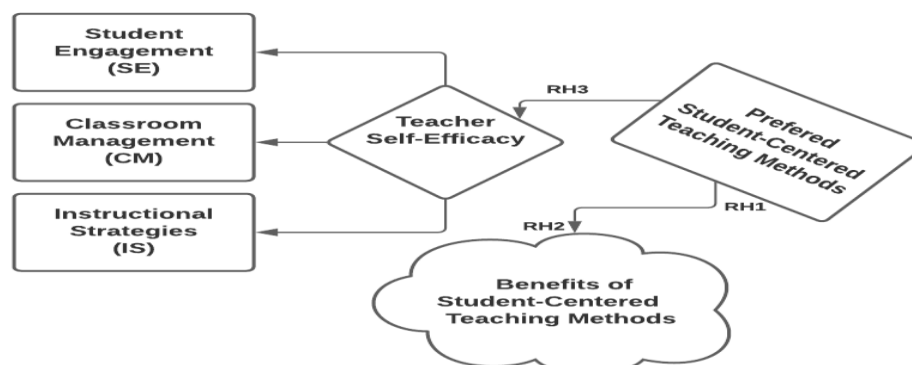 Student
Engagement
(SE)
Classroom
Management
(CM)
Instructional
Strategies
(IS)
Teacher
Self-Efficacy
RH3
Prefered
Student-Centered
Teaching Methods
RH1
RH2
Benefits of
Student-Centered
Teaching Methods